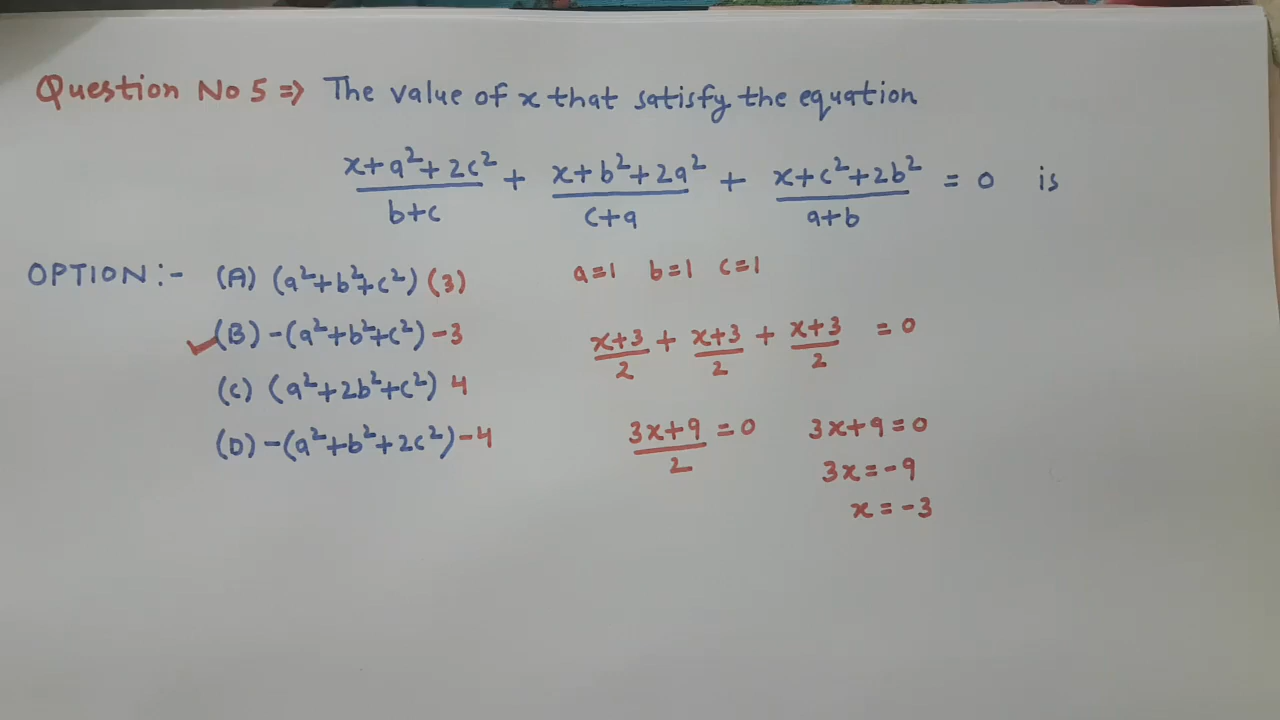 Question No 5 ⇒ The value of x that satisfy the equation
x+a²+2c²/b+c + x+b²+2a²/c+a + x+c²+2b²/a+b = 0 is
OPTION :- (A) (a²+b²+c²) (3) a=1 b=1 c=1
(B) -(a²+b²+c²) -3 x+3/2 + x+3/2 + x+3/2 = 0
(C) (a²+2b²+c²) 4
(D) -(a²+b²+2c²) -4 3x+9/2 = 0 3x+9=0
3x = -9
x = -3